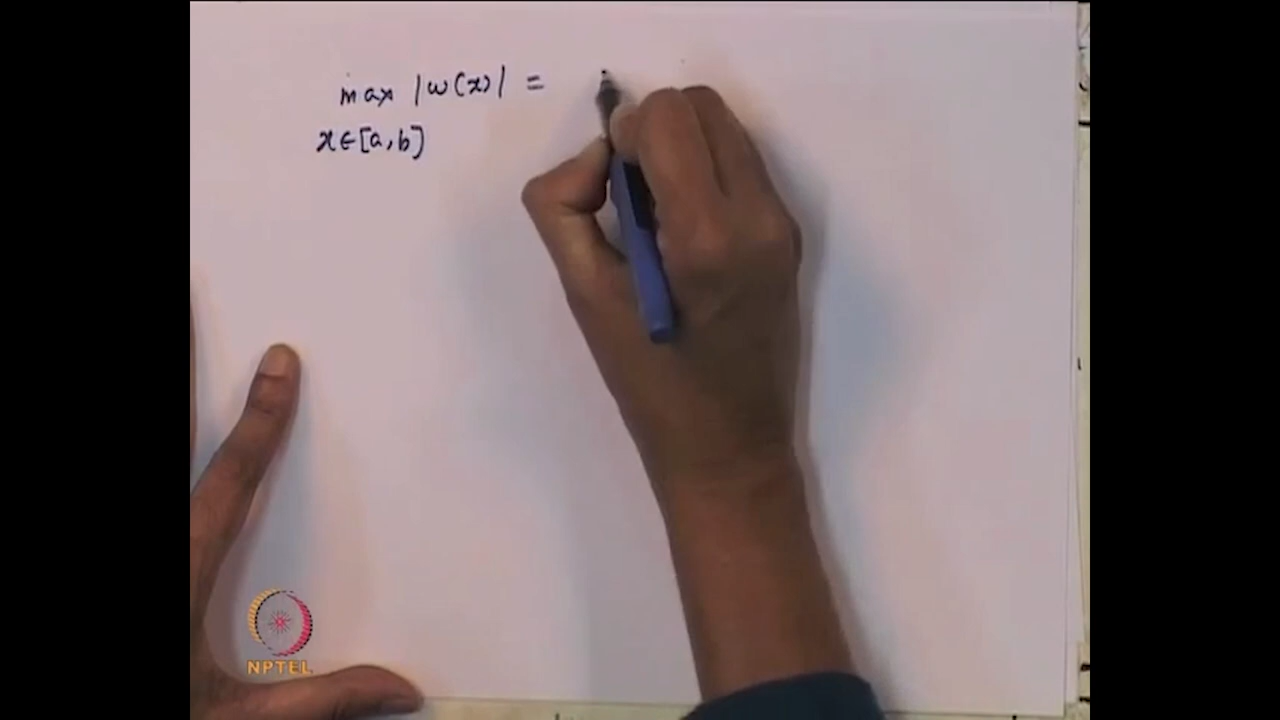 max |w(x)| =
x∈[a,b]
NPTEL